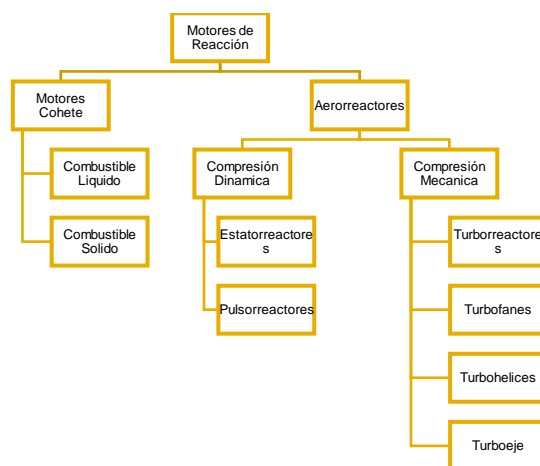 Motores de
Reacción
Motores
Cohete
Aerorreactores
Combustible
Liquido
Compresión
Dinamica
Compresión
Mecanica
Combustible
Solido
Estatorreactore
s
Turborreactore
s
Pulsorreactores
Turbofanes
Turbohelices
Turboeje